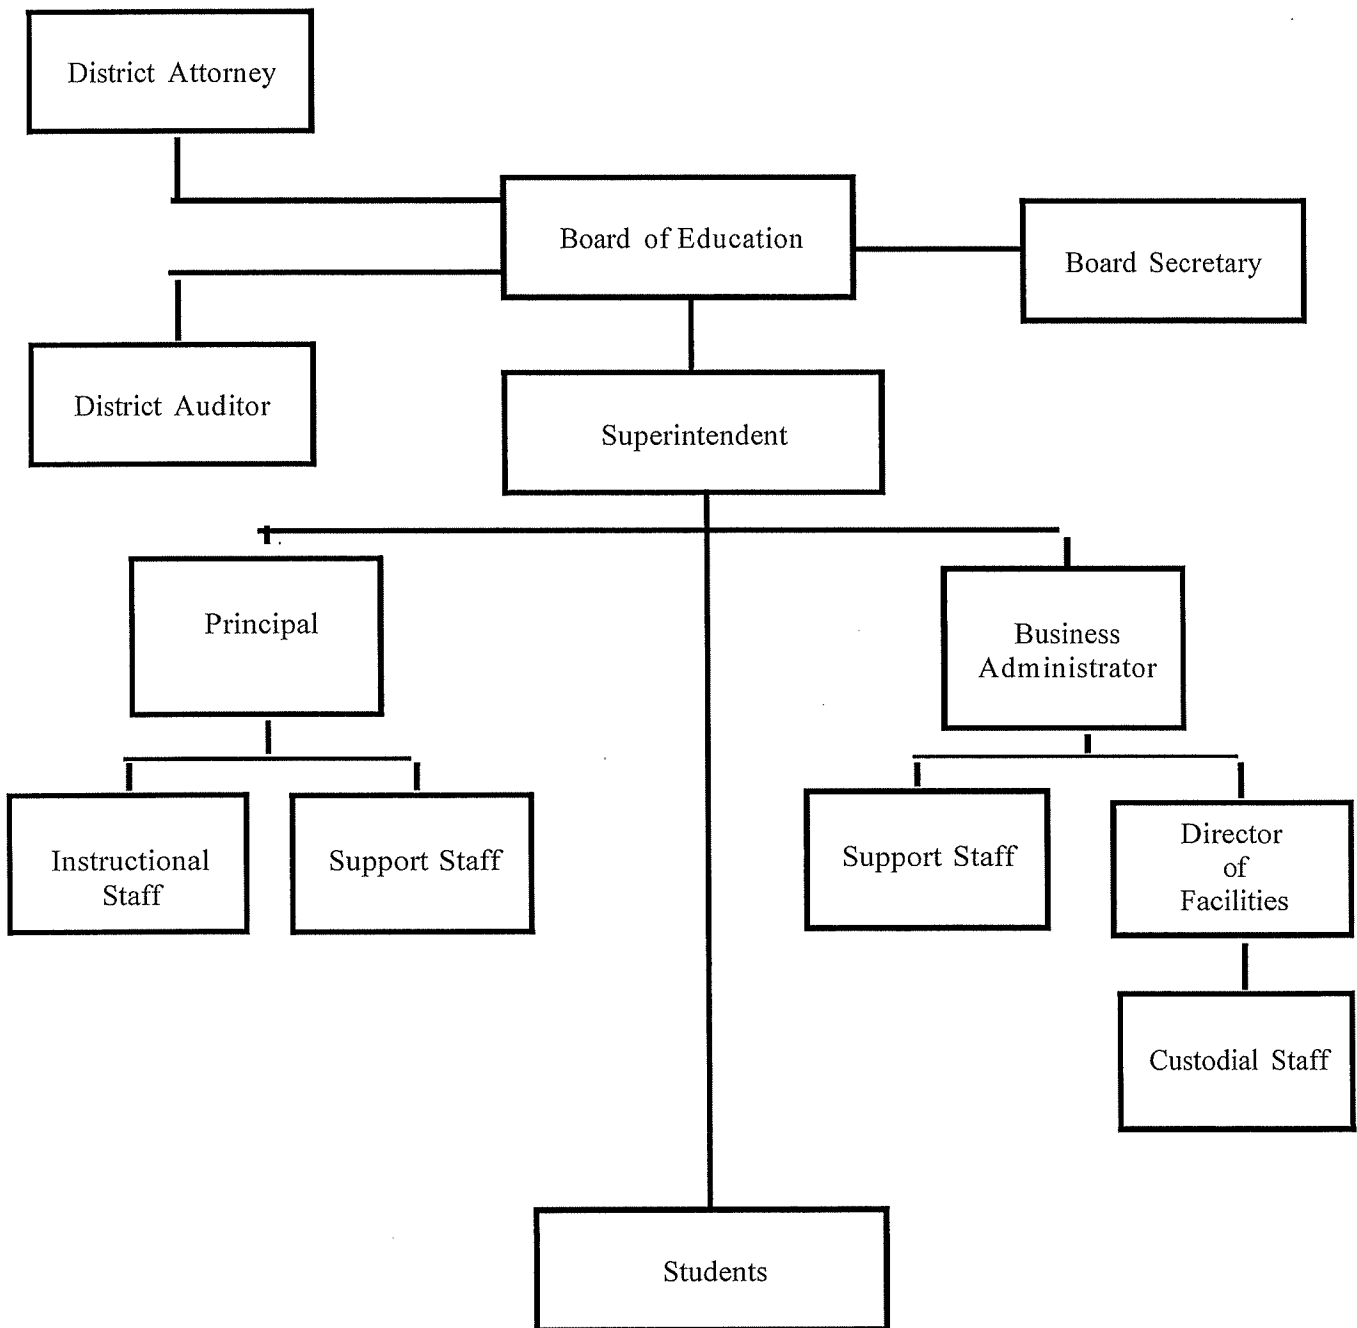 District Attorney
Board of Education
Board Secretary
District Auditor
Superintendent
Principal
Business
Administrator
Instructional
Staff
Support Staff
Support Staff
Director
of
Facilities
Custodial Staff
Students